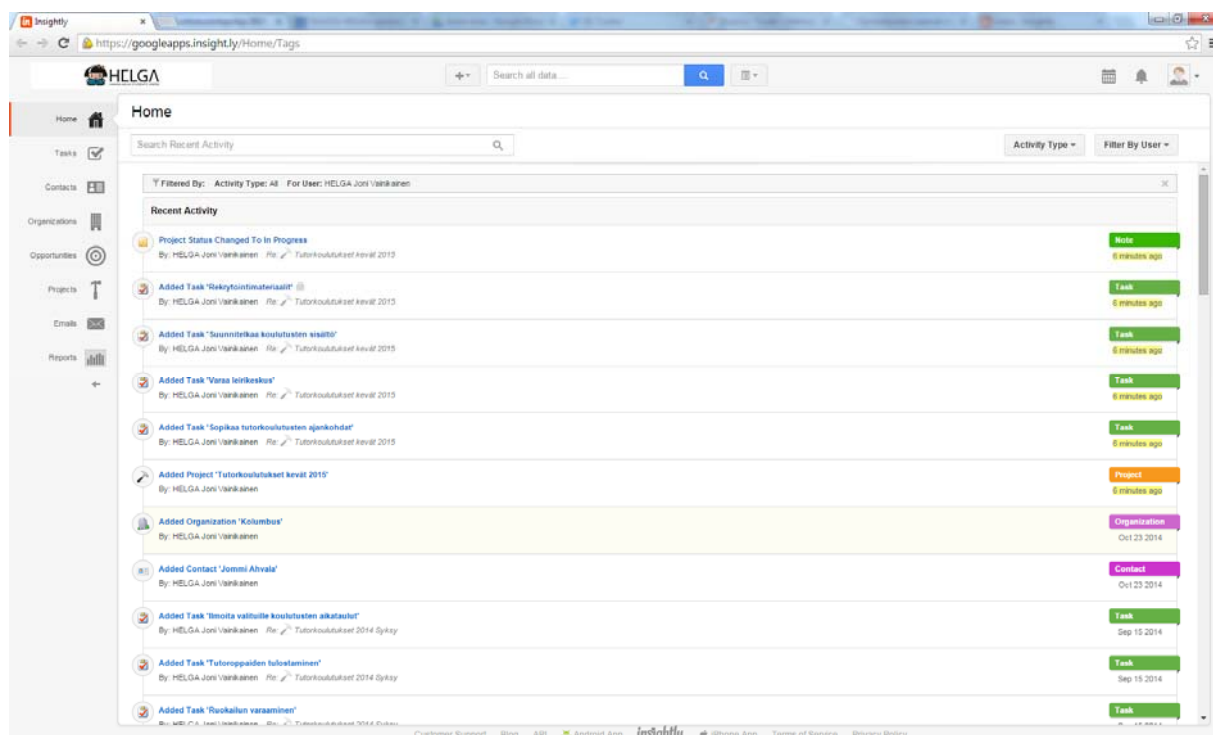 Insightly
https://googleapps.insight.ly/Home/Tags
HELGA
Search all data...
Home
Tasks
Contacts
Organizations
Opportunities
Projects
Emails
Reports
Home
Search Recent Activity
Activity Type
Filter By User
Filtered By: Activity Type: All For User: HELGA Joni Vainikainen
Recent Activity
Project Status Changed To In Progress
Note
By: HELGA Joni Vainikainen Re: Tutorkoulutukset kevät 2015
6 minutes ago
Added Task 'Rekrytointimateriaalit'
Task
By: HELGA Joni Vainikainen Re: Tutorkoulutukset kevät 2015
6 minutes ago
Added Task 'Suunnitelkaa koulutusten sisältö'
Task
By: HELGA Joni Vainikainen Re: Tutorkoulutukset kevät 2015
6 minutes ago
Added Task 'Varaa leirikeskus'
Task
By: HELGA Joni Vainikainen Re: Tutorkoulutukset kevät 2015
6 minutes ago
Added Task 'Sopikaa tutorkoulutusten ajankohdat'
Task
By: HELGA Joni Vainikainen Re: Tutorkoulutukset kevät 2015
6 minutes ago
Added Project 'Tutorkoulutukset kevät 2015'
Project
By: HELGA Joni Vainikainen
6 minutes ago
Added Organization 'Kolumbus'
Organization
By: HELGA Joni Vainikainen
Oct 23 2014
Added Contact 'Jommi Ahvala'
Contact
By: HELGA Joni Vainikainen
Oct 23 2014
Added Task 'Ilmoita valituille koulutusten aikataulut'
Task
By: HELGA Joni Vainikainen Re: Tutorkoulutukset 2014 Syksy
Sep 15 2014
Added Task 'Tutoroppaiden tulostaminen'
Task
By: HELGA Joni Vainikainen Re: Tutorkoulutukset 2014 Syksy
Sep 15 2014
Added Task 'Ruokailun varaaminen'
Task
By: HELGA Joni Vainikainen Re: Tutorkoulutukset 2014 Syksy
Customer Support Blog API Android App insightly iPhone App Terms of Service Privacy Policy